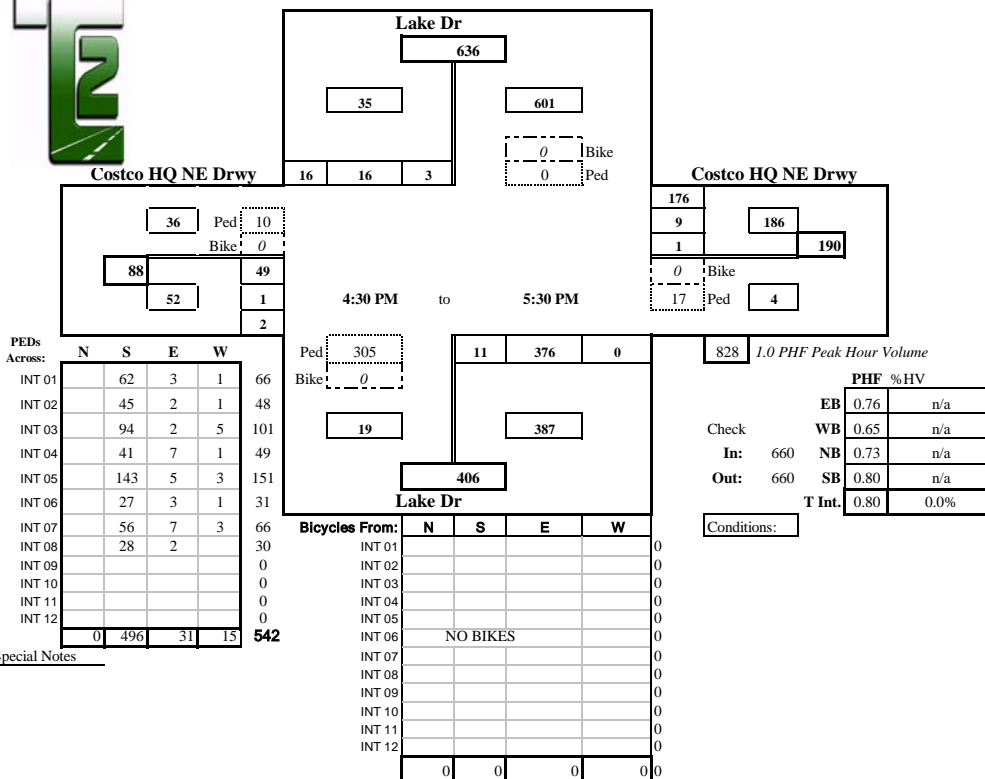 T2
Lake Dr
636
35 601
0 Bike
0 Ped
Costco HQ NE Drwy 16 16 3 Costco HQ NE Drwy
176
36 Ped 10 9 186
Bike 0 1 190
88 49 0 Bike
52 1 4:30 PM to 5:30 PM 17 Ped 4
2
PEDs Across: N S E W
Ped 305 11 376 0 828 1.0 PHF Peak Hour Volume
Bike 0
INT 01 62 3 1 66
INT 02 45 2 1 48
INT 03 94 2 5 101
INT 04 41 7 1 49
INT 05 143 5 3 151
INT 06 27 3 1 31
INT 07 56 7 3 66
INT 08 28 2 30
INT 09 0
INT 10 0
INT 11 0
INT 12 0
0 496 31 15 542
Special Notes
19 387
406
Lake Dr
PHF %HV
EB 0.76 n/a
Check WB 0.65 n/a
In: 660 NB 0.73 n/a
Out: 660 SB 0.80 n/a
T Int. 0.80 0.0%
Conditions:
Bicycles From: N S E W
INT 01 0
INT 02 0
INT 03 0
INT 04 0
INT 05 0
INT 06 NO BIKES 0
INT 07 0
INT 08 0
INT 09 0
INT 10 0
INT 11 0
INT 12 0
0 0 0 0 0